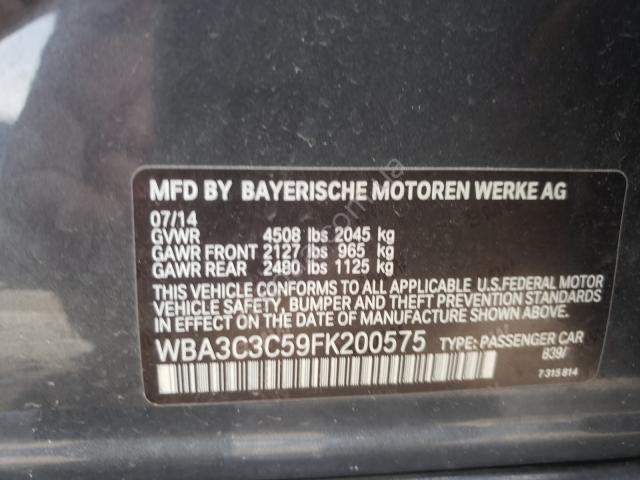 MFD BY BAYERISCHE MOTOREN WERKE AG
07/14
GVWR 4508 lbs 2045 kg
GAWR FRONT 2127 lbs 965 kg
GAWR REAR 2480 lbs 1125 kg
THIS VEHICLE CONFORMS TO ALL APPLICABLE U.S.FEDERAL MOTOR
VEHICLE SAFETY, BUMPER AND THEFT PREVENTION STANDARDS
IN EFFECT ON THE DATE OF MANUFACTURE SHOWN ABOVE.
WBA3C3C59FK200575 TYPE: PASSENGER CAR
B39/
7 315 814